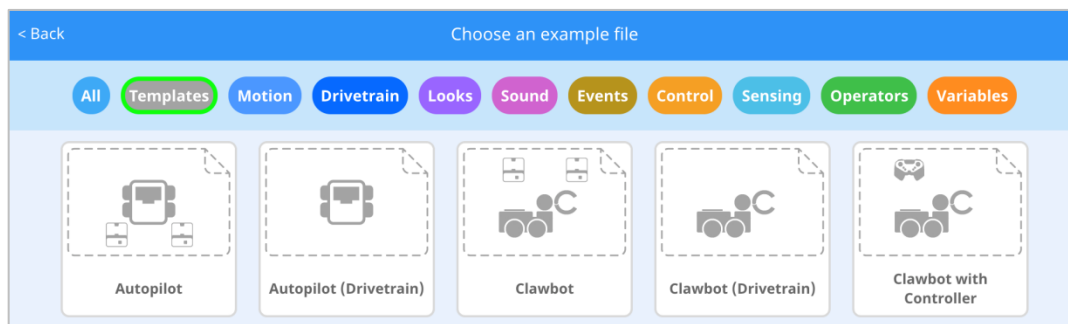 < Back
Choose an example file
All Templates Motion Drivetrain Looks Sound Events Control Sensing Operators Variables
Autopilot
Autopilot (Drivetrain)
Clawbot
Clawbot (Drivetrain)
Clawbot with
Controller